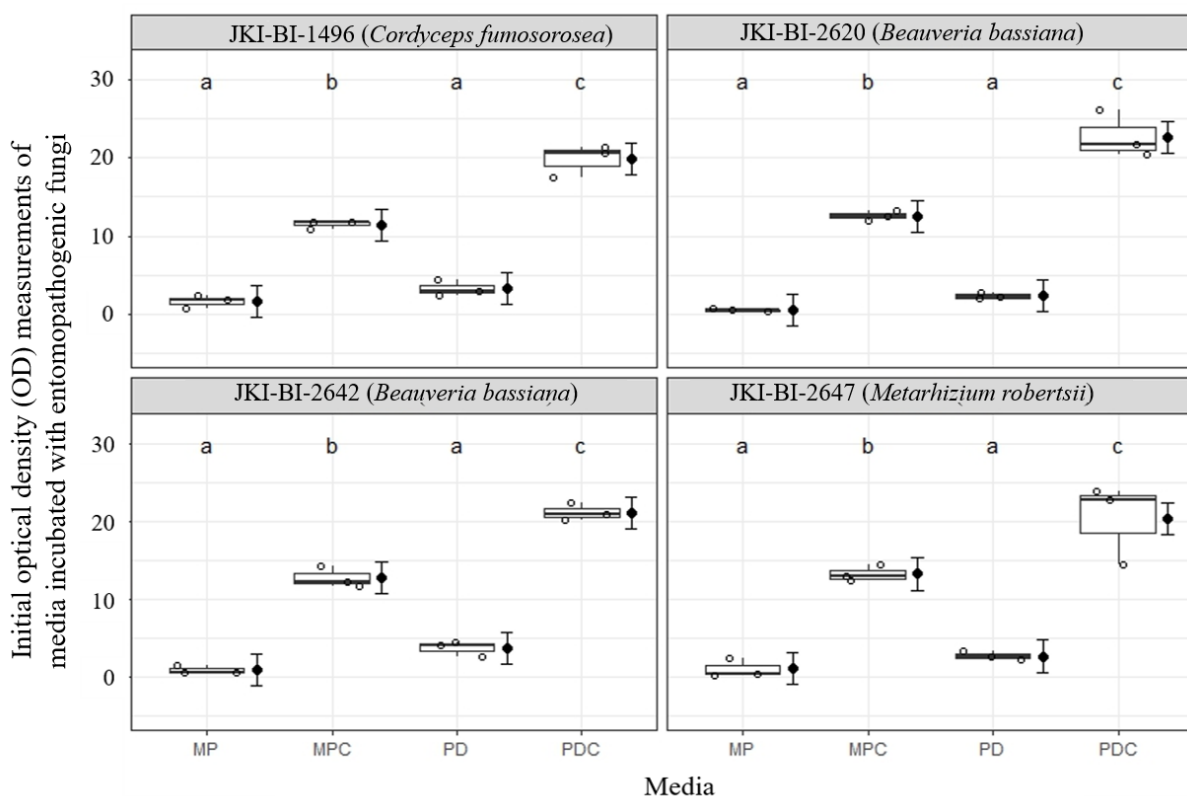 Initial optical density (OD) measurements of
media incubated with entomopathogenic fungi
JKI-BI-1496 (Cordyceps fumosorosea)
a b a c
30
20
10
0
JKI-BI-2620 (Beauveria bassiana)
a b a c
JKI-BI-2642 (Beauveria bassiana)
a b a c
30
20
10
0
MP MPC PD PDC
JKI-BI-2647 (Metarhizium robertsii)
a b a c
MP MPC PD PDC
Media